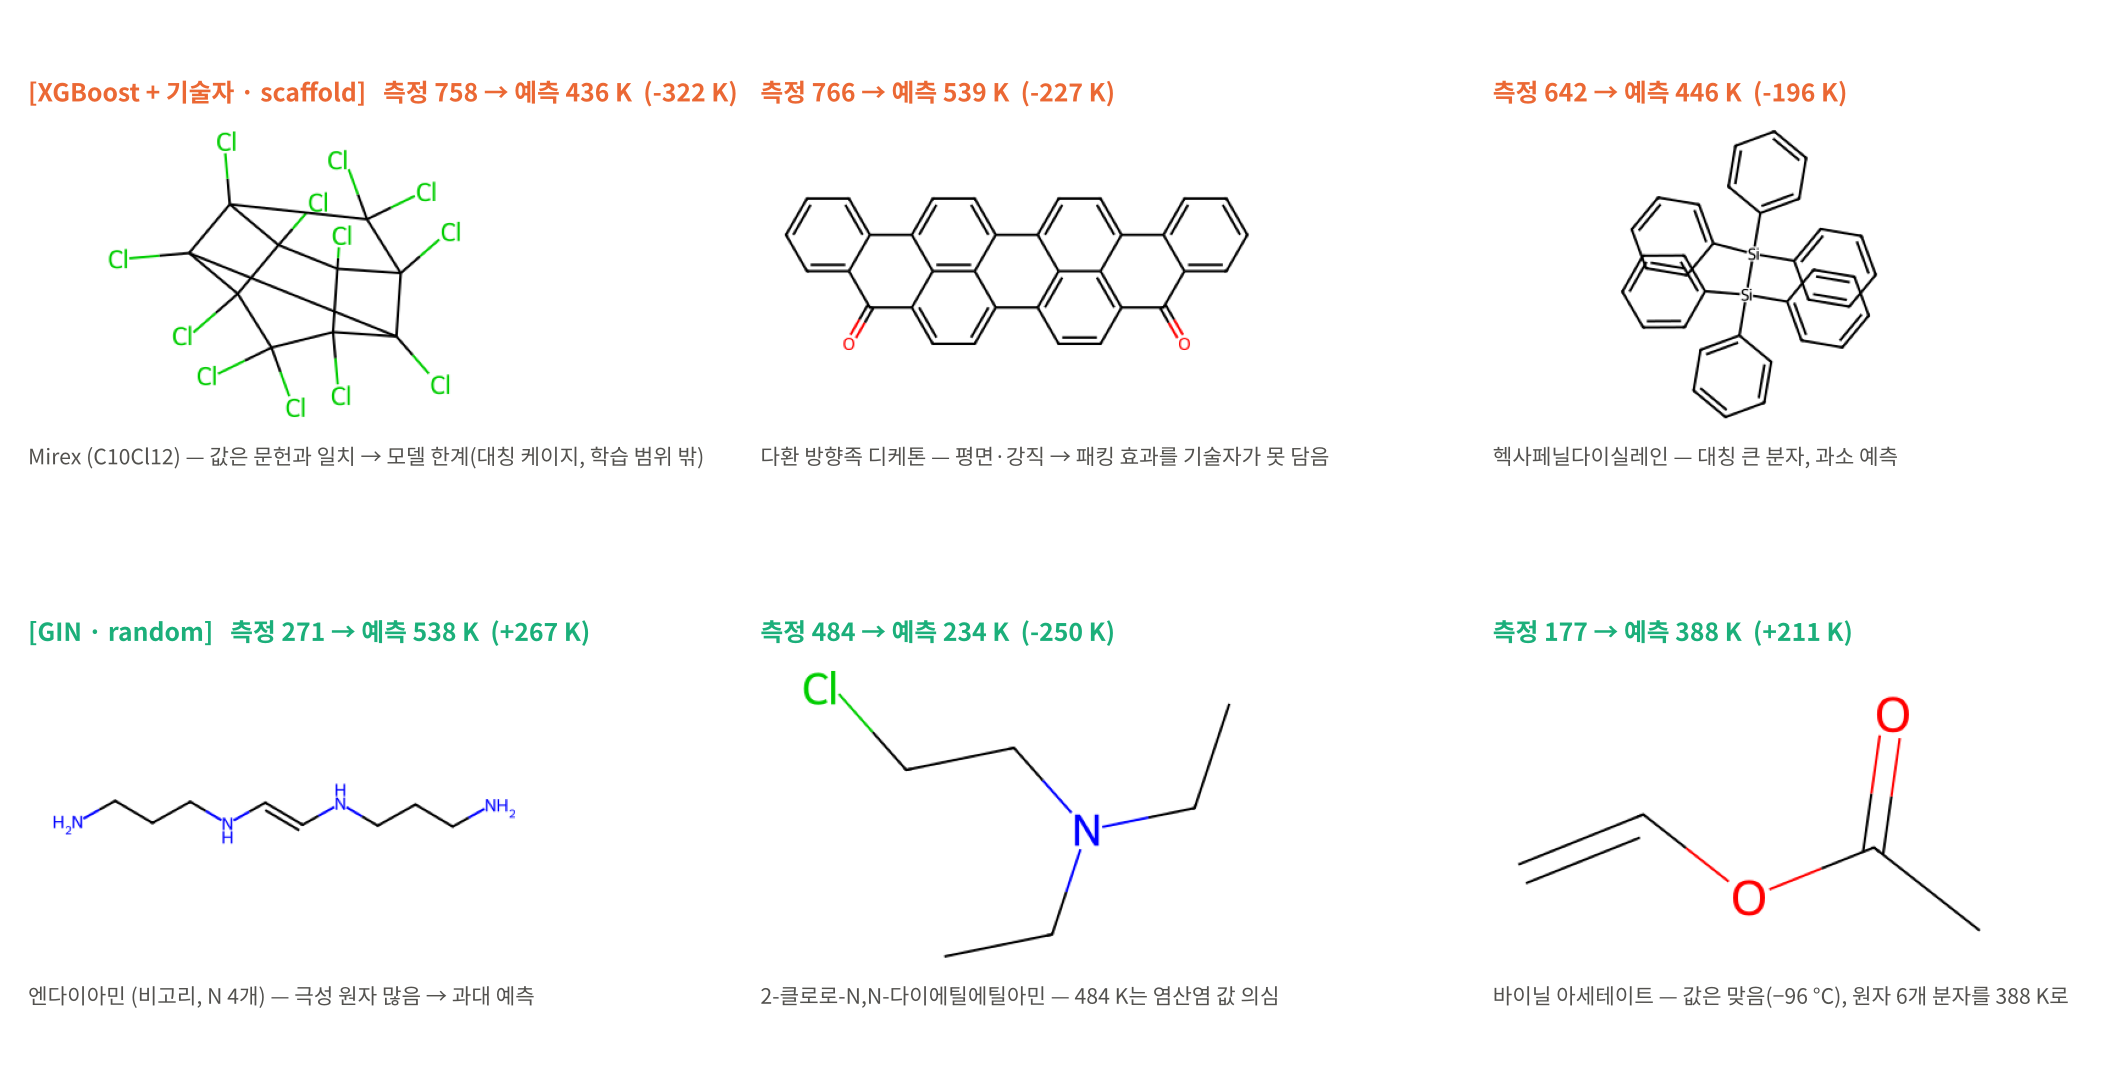 [XGBoost + 기술자 · scaffold] 측정 758 → 예측 436 K (-322 K)
측정 766 → 예측 539 K (-227 K)
측정 642 → 예측 446 K (-196 K)
Cl
Cl
Cl
Cl
Cl
Cl
Cl
Cl
Cl
Cl
Cl
Cl
O
O
Si
Si
Mirex (C10Cl12) — 값은 문헌과 일치 → 모델 한계(대칭 케이지, 학습 범위 밖)
다환 방향족 디케톤 — 평면·강직 → 패킹 효과를 기술자가 못 담음
헥사페닐다이실레인 — 대칭 큰 분자, 과소 예측
[GIN · random] 측정 271 → 예측 538 K (+267 K)
측정 484 → 예측 234 K (-250 K)
측정 177 → 예측 388 K (+211 K)
H₂N
N
H
H
N
NH₂
Cl
N
O
O
엔다이아민 (비고리, N 4개) — 극성 원자 많음 → 과대 예측
2-클로로-N,N-다이에틸에틸아민 — 484 K는 염산염 값 의심
바이닐 아세테이트 — 값은 맞음(−96 °C), 원자 6개 분자를 388 K로